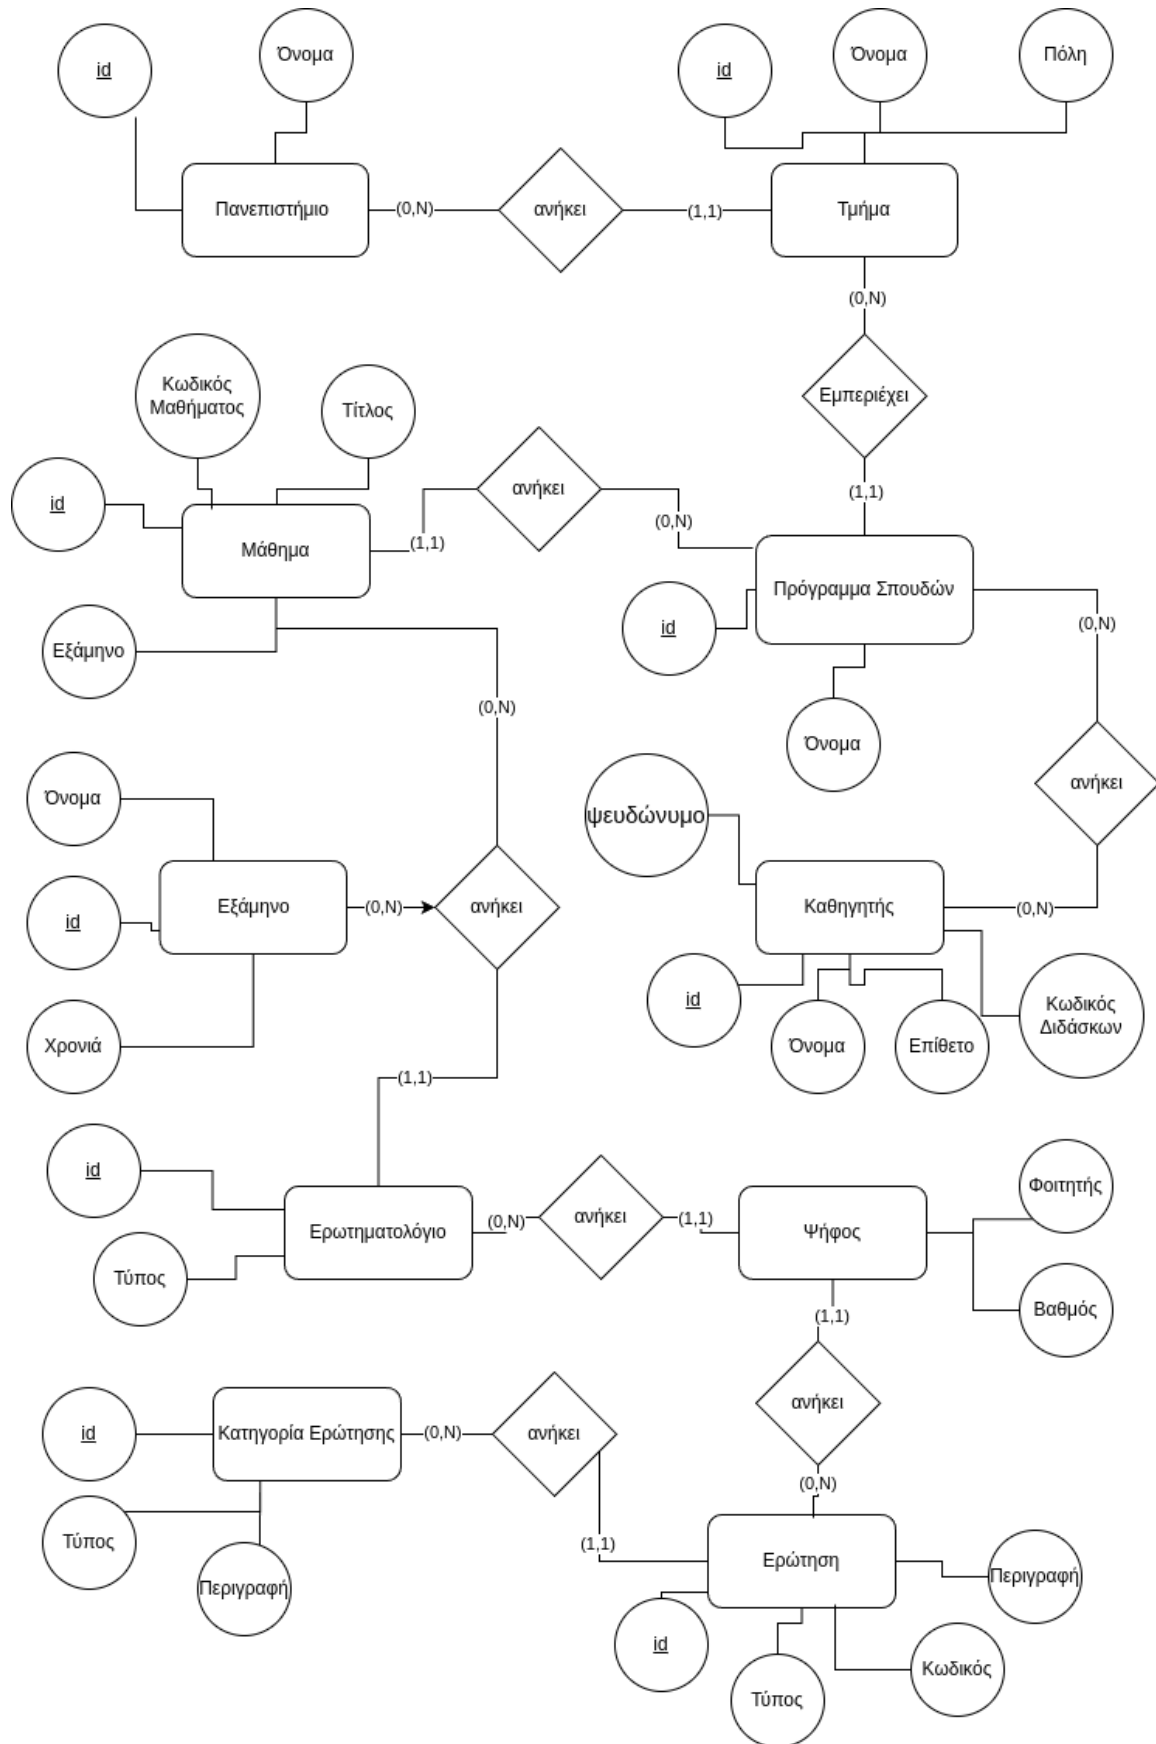 id
Όνομα
id
Όνομα
Πόλη
Πανεπιστήμιο
(0,N)
ανήκει
(1,1)
Τμήμα
(0,N)
Εμπεριέχει
(1,1)
Κωδικός
Μαθήματος
Τίτλος
id
Μάθημα
(1,1)
ανήκει
(0,N)
Πρόγραμμα Σπουδών
id
Όνομα
(0,N)
Εξάμηνο
(0,N)
ανήκει
ψευδώνυμο
Όνομα
id
Χρονιά
Εξάμηνο
(0,N)
ανήκει
Καθηγητής
(0,N)
id
Όνομα
Επίθετο
Κωδικός
Διδάσκων
(1,1)
id
Τύπος
Ερωτηματολόγιο
(0,N)
ανήκει
(1,1)
Ψήφος
Φοιτητής
Βαθμός
(1,1)
ανήκει
(0,N)
id
Κατηγορία Ερώτησης
(0,N)
ανήκει
(1,1)
Τύπος
Περιγραφή
Ερώτηση
Περιγραφή
id
Τύπος
Κωδικός